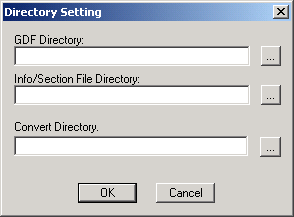 Directory Setting
GDF Directory:
...
Info/Section File Directory:
...
Convert Directory.
...
OK Cancel